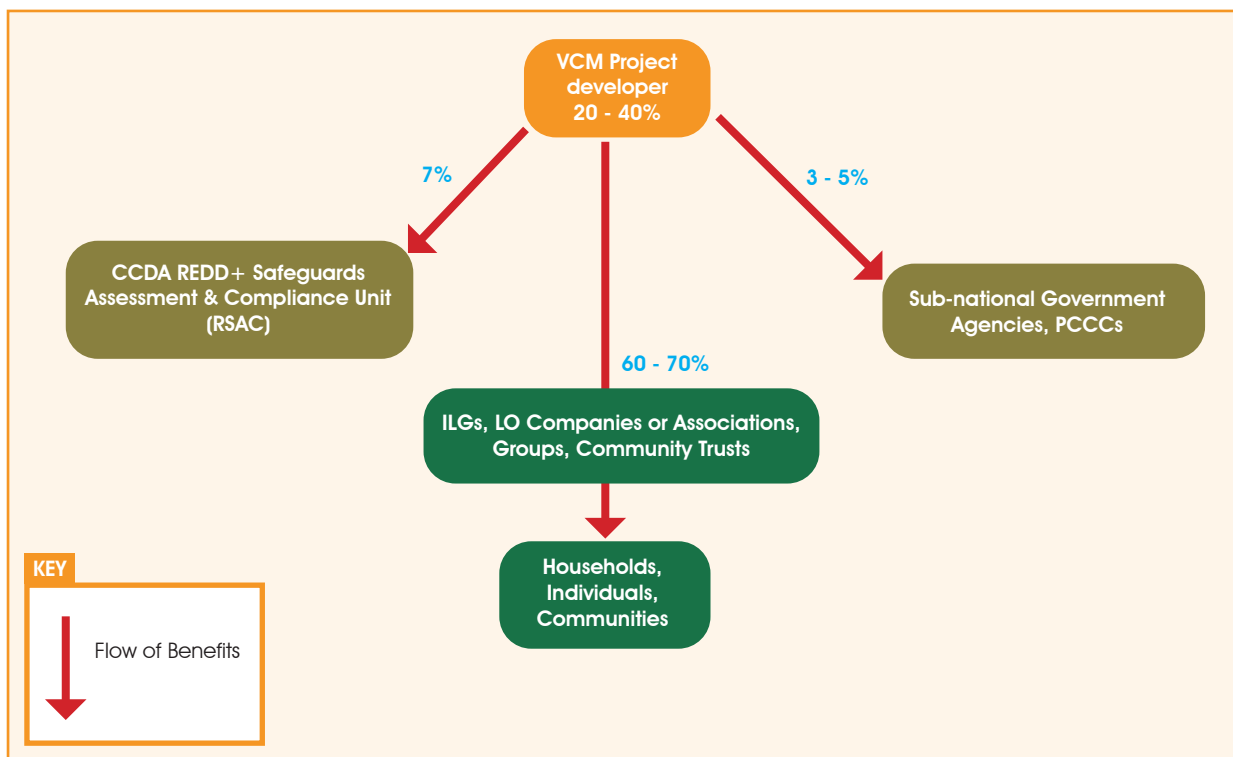 VCM Project
developer
20 - 40%
7%
3 - 5%
CCDA REDD+ Safeguards
Assessment & Compliance Unit
(RSAC)
Sub-national Government
Agencies, PCCCs
60 - 70%
ILGs, LO Companies or Associations,
Groups, Community Trusts
Households,
Individuals,
Communities
KEY
Flow of Benefits